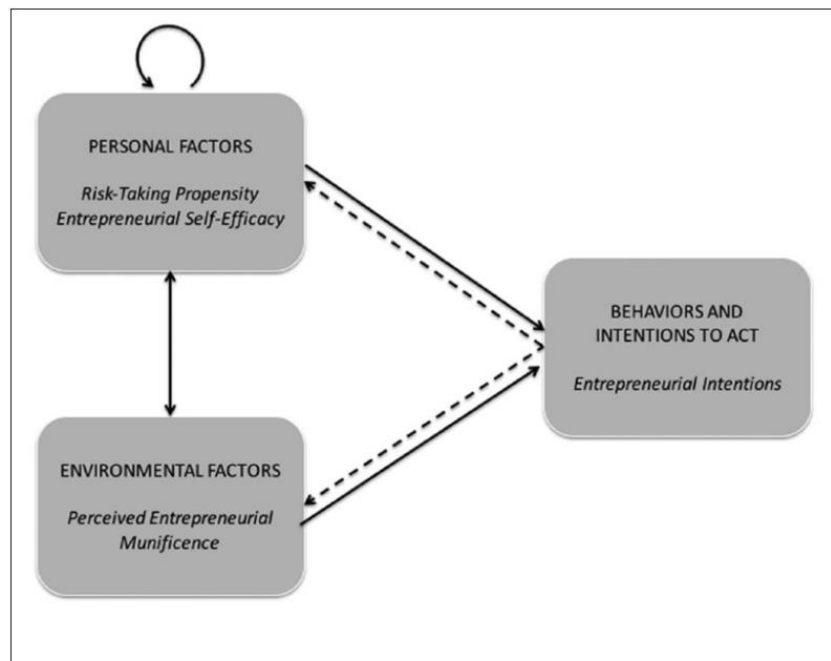 PERSONAL FACTORS
Risk-Taking Propensity
Entrepreneurial Self-Efficacy
BEHAVIORS AND
INTENTIONS TO ACT
Entrepreneurial Intentions
ENVIRONMENTAL FACTORS
Perceived Entrepreneurial
Munificence